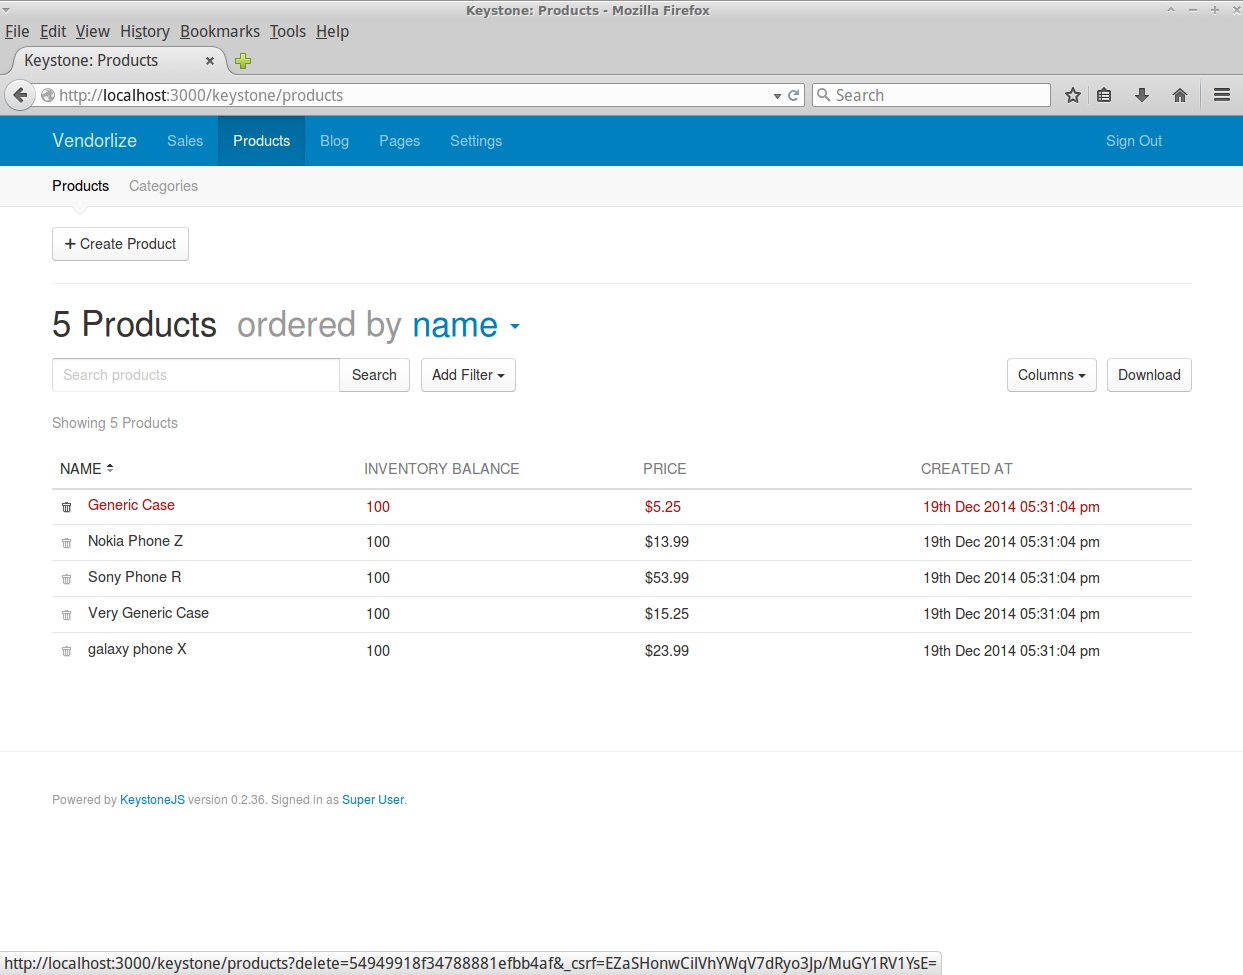 Keystone: Products - Mozilla Firefox
File Edit View History Bookmarks Tools Help
Keystone: Products
http://localhost:3000/keystone/products
Search
Vendorlize Sales Products Blog Pages Settings Sign Out
Products Categories
+ Create Product
5 Products ordered by name
Search products Search Add Filter Columns Download
Showing 5 Products
NAME INVENTORY BALANCE PRICE CREATED AT
Generic Case 100 $5.25 19th Dec 2014 05:31:04 pm
Nokia Phone Z 100 $13.99 19th Dec 2014 05:31:04 pm
Sony Phone R 100 $53.99 19th Dec 2014 05:31:04 pm
Very Generic Case 100 $15.25 19th Dec 2014 05:31:04 pm
galaxy phone X 100 $23.99 19th Dec 2014 05:31:04 pm
Powered by KeystoneJS version 0.2.36. Signed in as Super User.
http://localhost:3000/keystone/products?delete=54949918f34788881efbb4af&_csrf=EZaSHonwCilVhYWqV7dRyo3Jp/MuGY1RV1YsE=